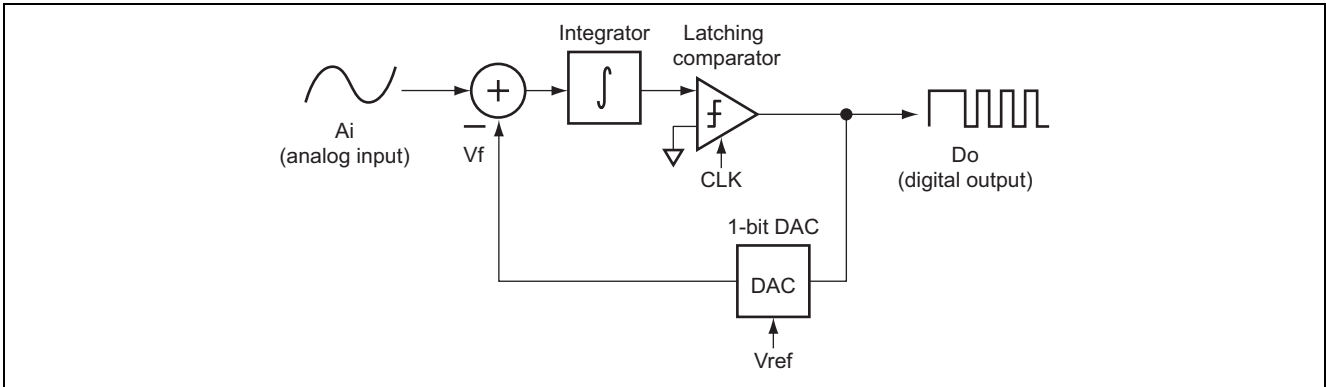 Integrator
Latching
comparator
Ai
(analog input)
Vf
CLK
Do
(digital output)
1-bit DAC
DAC
Vref